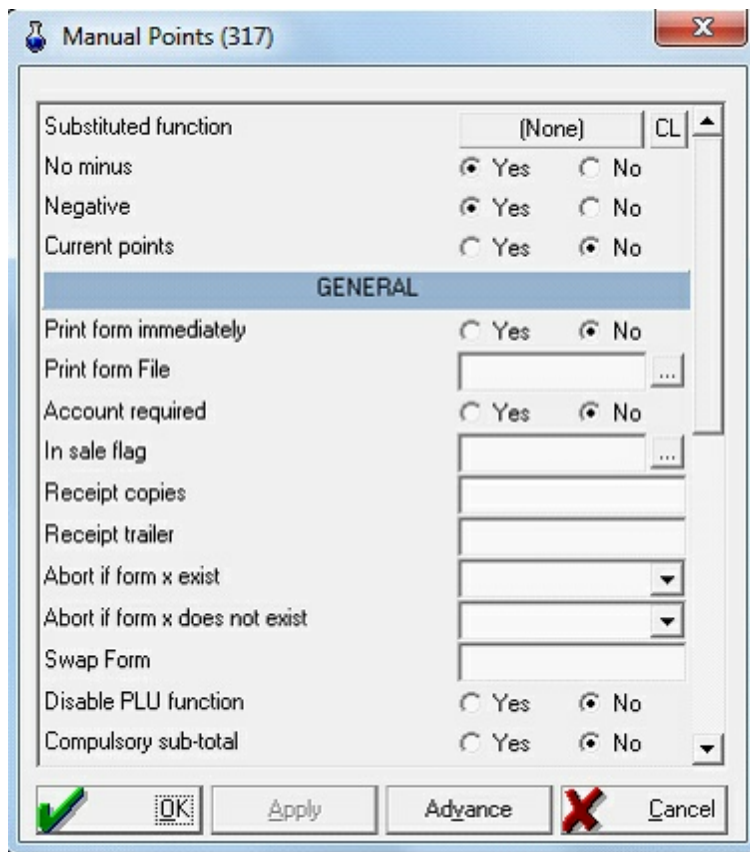 Manual Points (317)
Substituted function (None) CL
No minus Yes No
Negative Yes No
Current points Yes No
GENERAL
Print form immediately Yes No
Print form File ...
Account required Yes No
In sale flag ...
Receipt copies
Receipt trailer
Abort if form x exist
Abort if form x does not exist
Swap Form
Disable PLU function Yes No
Compulsory sub-total Yes No
OK Apply Advance Cancel